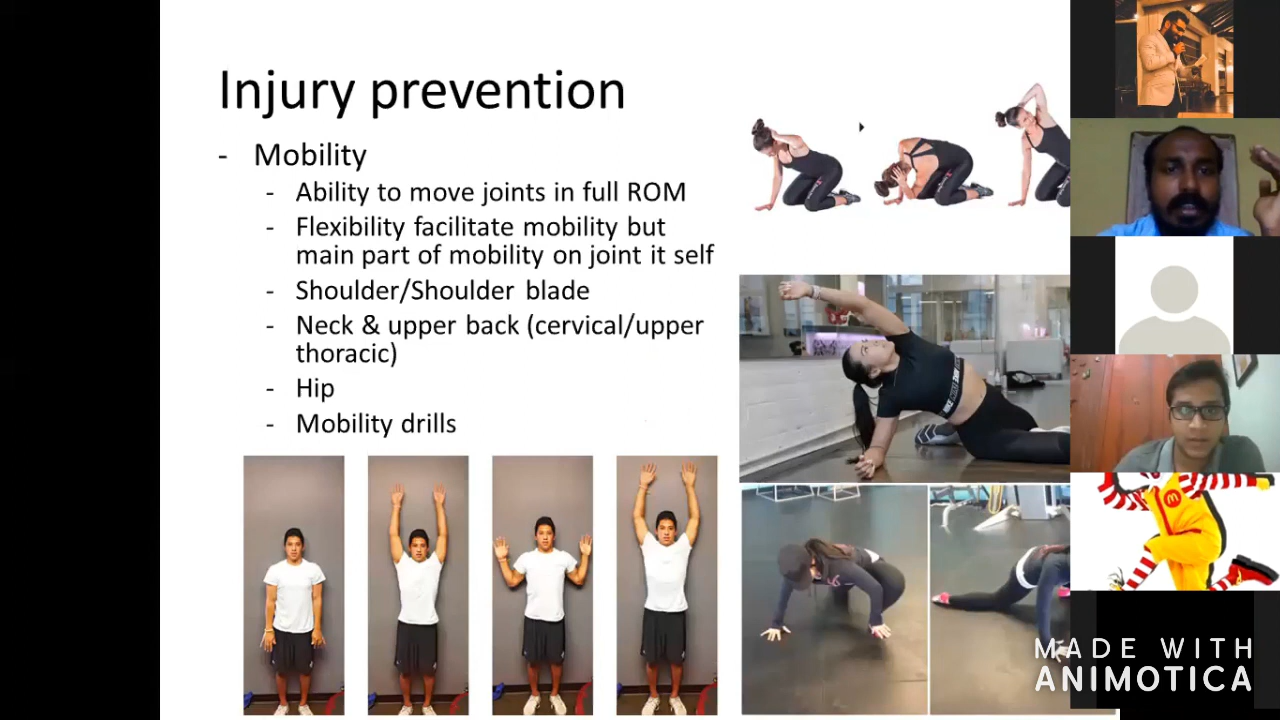 Injury prevention
- Mobility
- Ability to move joints in full ROM
- Flexibility facilitate mobility but
main part of mobility on joint it self
- Shoulder/Shoulder blade
- Neck & upper back (cervical/upper
thoracic)
- Hip
- Mobility drills
MADE WITH
ANIMOTICA